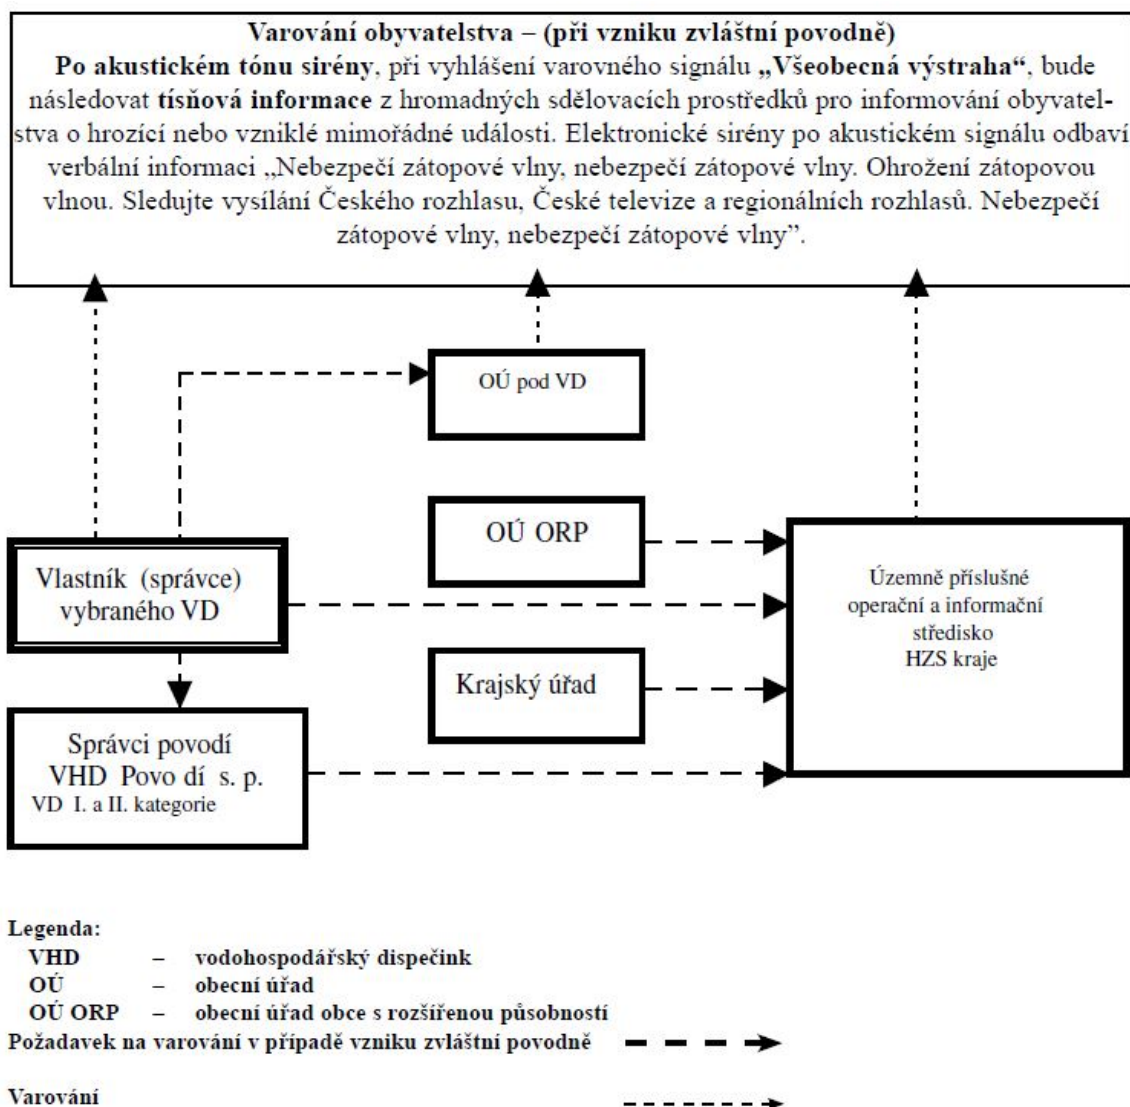 Varování obyvatelstva – (při vzniku zvláštní povodně)
Po akustickém tónu sirény, při vyhlášení varovného signálu „Všeobecná výstraha“, bude
následovat tísňová informace z hromadných sdělovacích prostředků pro informování obyvatel-
stva o hrozící nebo vzniklé mimořádné události. Elektronické sirény po akustickém signálu odbaví
verbální informaci „Nebezpečí zátopové vlny, nebezpečí zátopové vlny. Ohrožení zátopovou
vlnou. Sledujte vysílání Českého rozhlasu, České televize a regionálních rozhlasů. Nebezpečí
zátopové vlny, nebezpečí zátopové vlny”.
OÚ pod VD
OÚ ORP
Vlastník (správce)
vybraného VD
Územně příslušné
operační a informační
středisko
HZS kraje
Krajský úřad
Správci povodí
VHD Povo dí s. p.
VD I. a II. kategorie
Legenda:
VHD – vodohospodářský dispečink
OÚ – obecní úřad
OÚ ORP – obecní úřad obce s rozšířenou působností
Požadavek na varování v případě vzniku zvláštní povodně
Varování